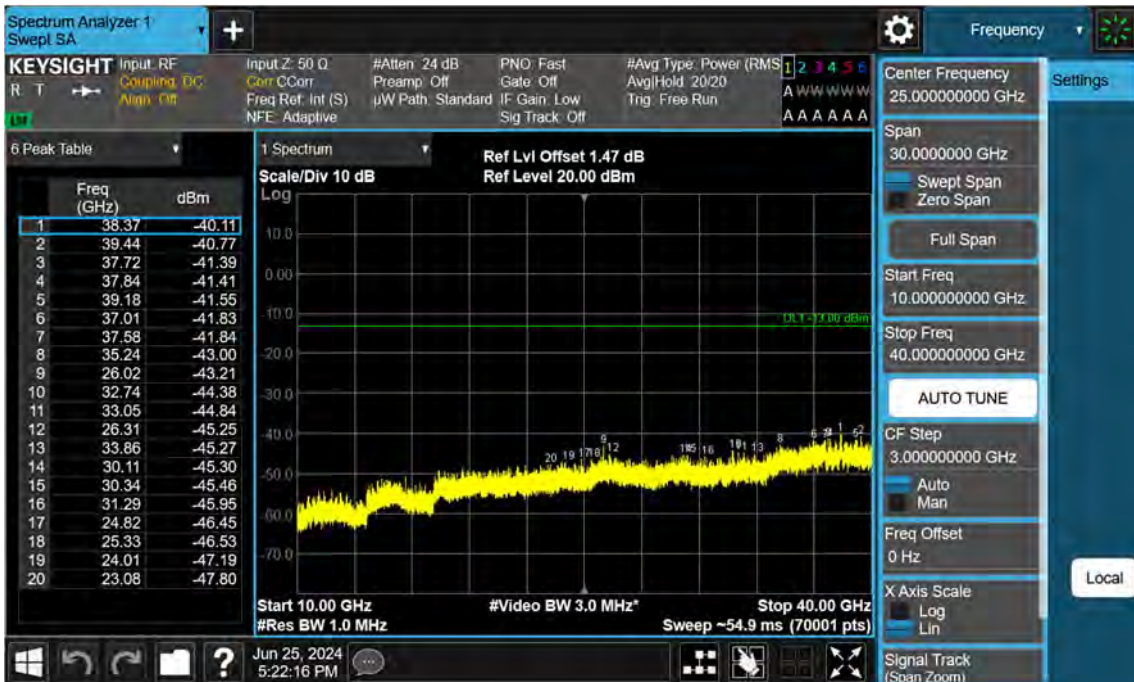 Spectrum Analyzer 1
Swept SA
+
Frequency
KEYSIGHT
R T
LXI
Input: RF
Coupling: DC
Align: Off
Input Z: 50 Ω
Corr CCorr
Freq Ref: Int (S)
NFE: Adaptive
#Atten: 24 dB
Preamp: Off
µW Path: Standard
PNO: Fast
Gate: Off
IF Gain: Low
Sig Track: Off
#Avg Type: Power (RMS
Avg|Hold: 20/20
Trig: Free Run
1 2 3 4 5 6
A W W W W W
A A A A A A
Center Frequency
25.000000000 GHz
Settings
6 Peak Table
Freq (GHz) dBm
1 38.37 -40.11
2 39.44 -40.77
3 37.72 -41.39
4 37.84 -41.41
5 39.18 -41.55
6 37.01 -41.83
7 37.58 -41.84
8 35.24 -43.00
9 26.02 -43.21
10 32.74 -44.38
11 33.05 -44.84
12 26.31 -45.25
13 33.86 -45.27
14 30.11 -45.30
15 30.34 -45.46
16 31.29 -45.95
17 24.82 -46.45
18 25.33 -46.53
19 24.01 -47.19
20 23.08 -47.80
1 Spectrum
Scale/Div 10 dB
Log
Ref Lvl Offset 1.47 dB
Ref Level 20.00 dBm
10.0
0.00
-10.0
DL1 -13.00 dBm
-20.0
-30.0
-40.0
20 19 9 12 16 13 8 6 1
-50.0
-60.0
-70.0
Start 10.00 GHz
#Res BW 1.0 MHz
#Video BW 3.0 MHz*
Stop 40.00 GHz
Sweep ~54.9 ms (70001 pts)
Span
30.0000000 GHz
Swept Span
Zero Span
Full Span
Start Freq
10.000000000 GHz
Stop Freq
40.000000000 GHz
AUTO TUNE
CF Step
3.000000000 GHz
Auto
Man
Freq Offset
0 Hz
X Axis Scale
Log
Lin
Signal Track
(Span Zoom)
Local
?
Jun 25, 2024
5:22:16 PM